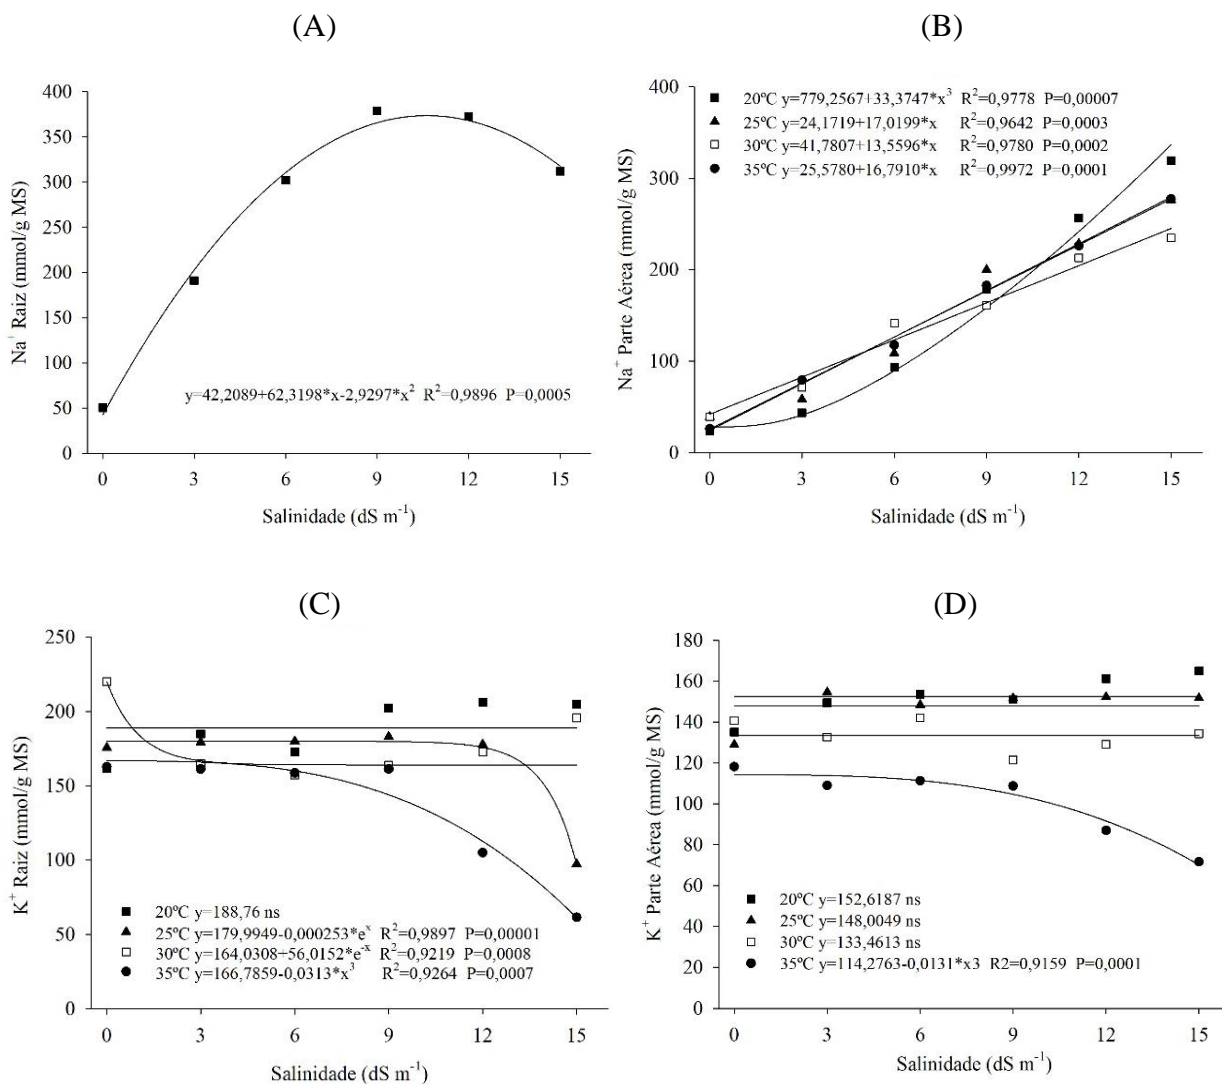 (A)
400
350
300
250
200
150
100
50
0
Na⁺ Raiz (mmol/g MS)
y=42,2089+62,3198*x-2,9297*x² R²=0,9896 P=0,0005
0 3 6 9 12 15
Salinidade (dS m⁻¹)
(B)
400
300
200
100
0
Na⁺ Parte Aérea (mmol/g MS)
20ºC y=779,2567+33,3747*x³ R²=0,9778 P=0,00007
25ºC y=24,1719+17,0199*x R²=0,9642 P=0,0003
30ºC y=41,7807+13,5596*x R²=0,9780 P=0,0002
35ºC y=25,5780+16,7910*x R²=0,9972 P=0,0001
0 3 6 9 12 15
Salinidade (dS m⁻¹)
(C)
250
200
150
100
50
0
K⁺ Raiz (mmol/g MS)
20ºC y=188,76 ns
25ºC y=179,9949-0,000253*eˣ R²=0,9897 P=0,00001
30ºC y=164,0308+56,0152*e⁻ˣ R²=0,9219 P=0,0008
35ºC y=166,7859-0,0313*x³ R²=0,9264 P=0,0007
0 3 6 9 12 15
Salinidade (dS m⁻¹)
(D)
180
160
140
120
100
80
60
40
20
0
K⁺ Parte Aérea (mmol/g MS)
20ºC y=152,6187 ns
25ºC y=148,0049 ns
30ºC y=133,4613 ns
35ºC y=114,2763-0,0131*x3 R2=0,9159 P=0,0001
0 3 6 9 12 15
Salinidade (dS m⁻¹)